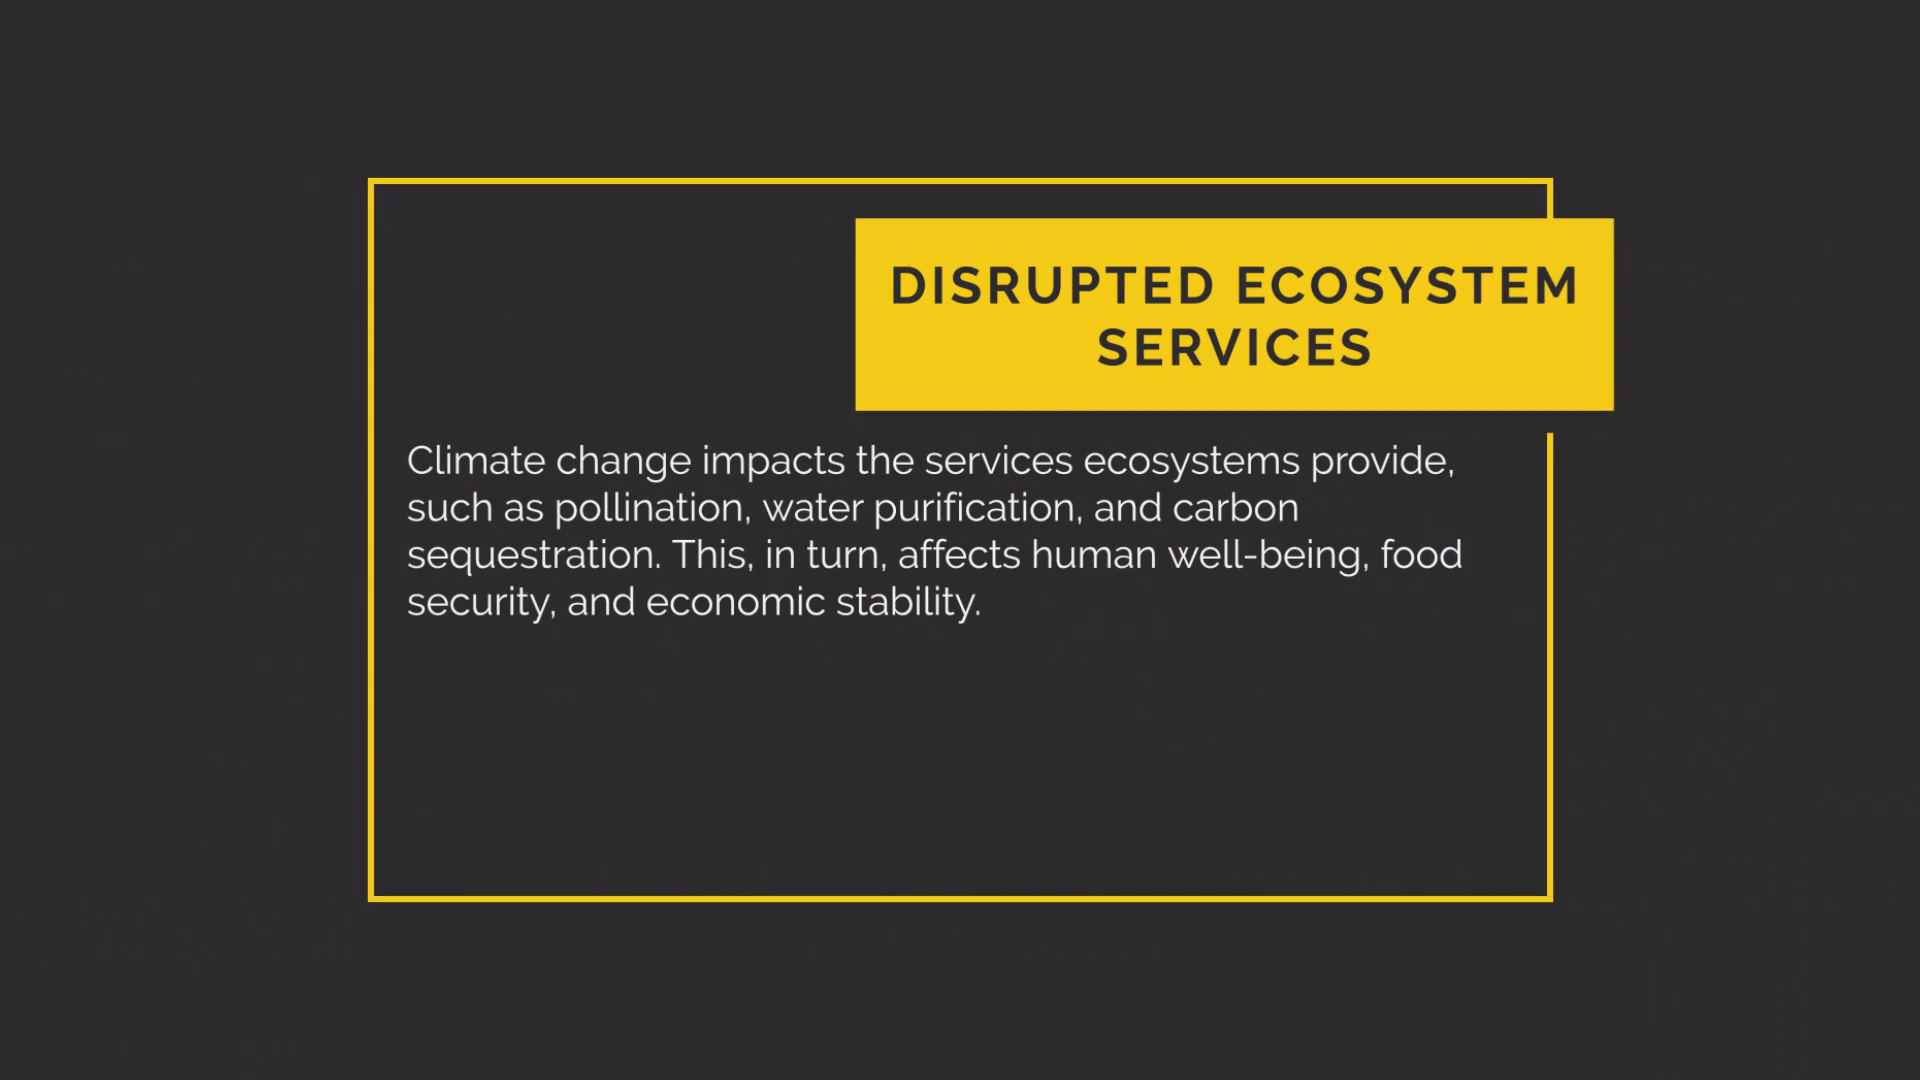 DISRUPTED ECOSYSTEM
SERVICES
Climate change impacts the services ecosystems provide,
such as pollination, water purification, and carbon
sequestration. This, in turn, affects human well-being, food
security, and economic stability.